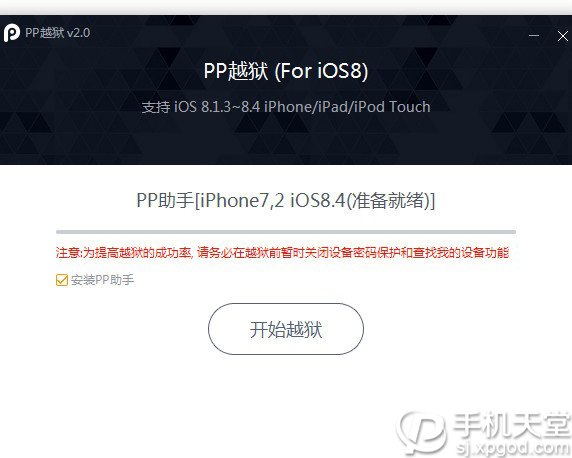 PP越狱 v2.0
PP越狱 (For iOS8)
支持 iOS 8.1.3~8.4 iPhone/iPad/iPod Touch
PP助手[iPhone7,2 iOS8.4(准备就绪)]
注意:为提高越狱的成功率, 请务必在越狱前暂时关闭设备密码保护和查找我的设备功能
安装PP助手
开始越狱
手机天堂
sj.xpgod.com